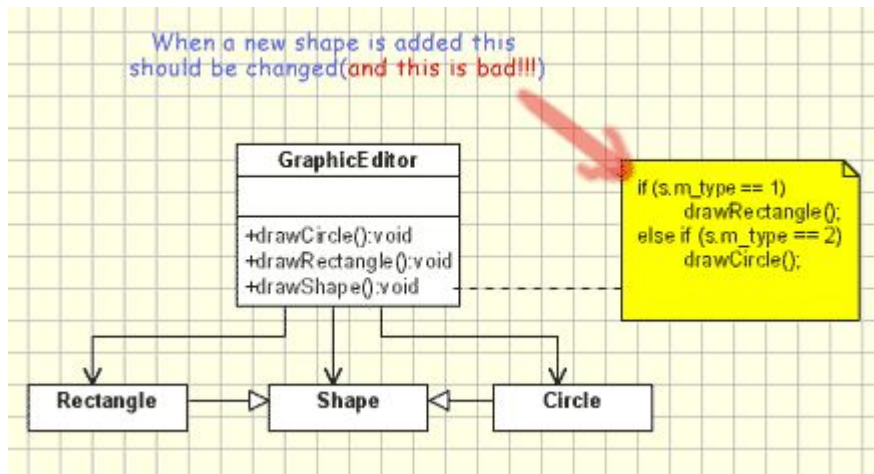 When a new shape is added this
should be changed(and this is bad!!!)
GraphicEditor
+drawCircle():void
+drawRectangle():void
+drawShape():void
if (s.m_type == 1)
drawRectangle();
else if (s.m_type == 2)
drawCircle();
Rectangle
Shape
Circle